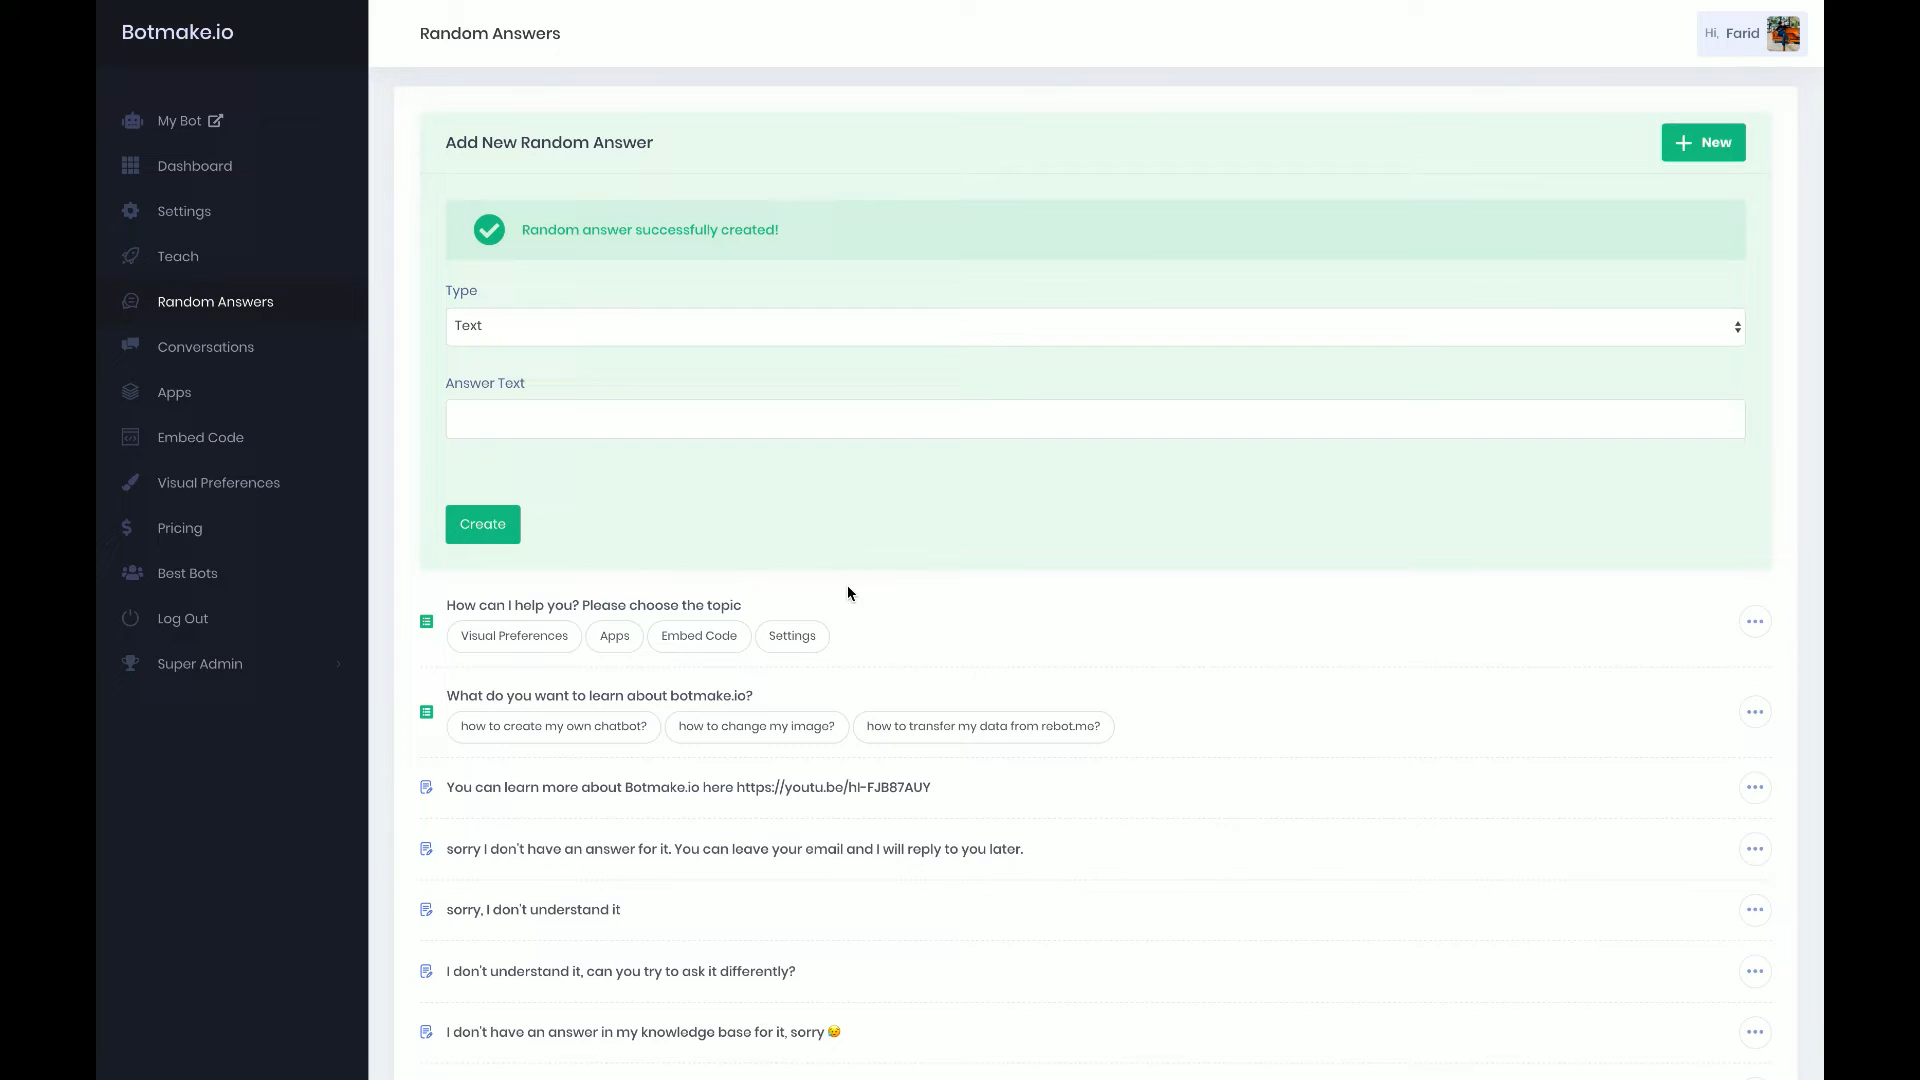 Botmake.io
Random Answers
Hi, Farid
My Bot
Dashboard
Settings
Teach
Random Answers
Conversations
Apps
Embed Code
Visual Preferences
Pricing
Best Bots
Log Out
Super Admin
Add New Random Answer
New
Random answer successfully created!
Type
Text
Answer Text
Create
How can I help you? Please choose the topic
Visual Preferences Apps Embed Code Settings
What do you want to learn about botmake.io?
how to create my own chatbot? how to change my image? how to transfer my data from rebot.me?
You can learn more about Botmake.io here https://youtu.be/hI-FJB87AUY
sorry I don't have an answer for it. You can leave your email and I will reply to you later.
sorry, I don't understand it
I don't understand it, can you try to ask it differently?
I don't have an answer in my knowledge base for it, sorry 😥